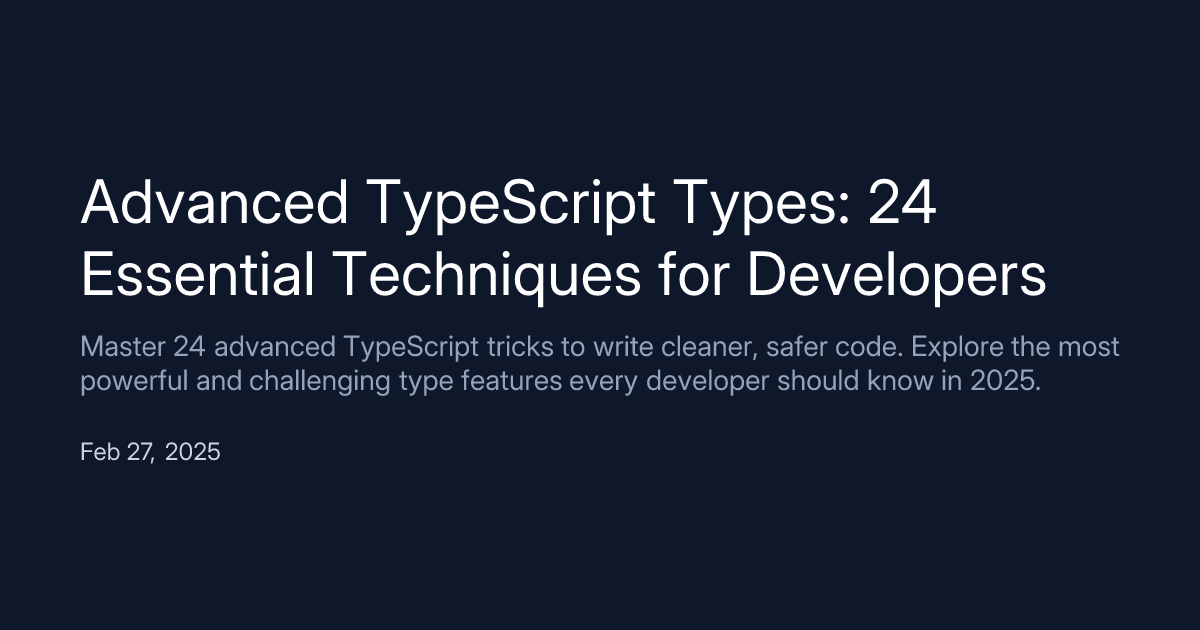 Advanced TypeScript Types: 24
Essential Techniques for Developers
Master 24 advanced TypeScript tricks to write cleaner, safer code. Explore the most
powerful and challenging type features every developer should know in 2025.
Feb 27, 2025